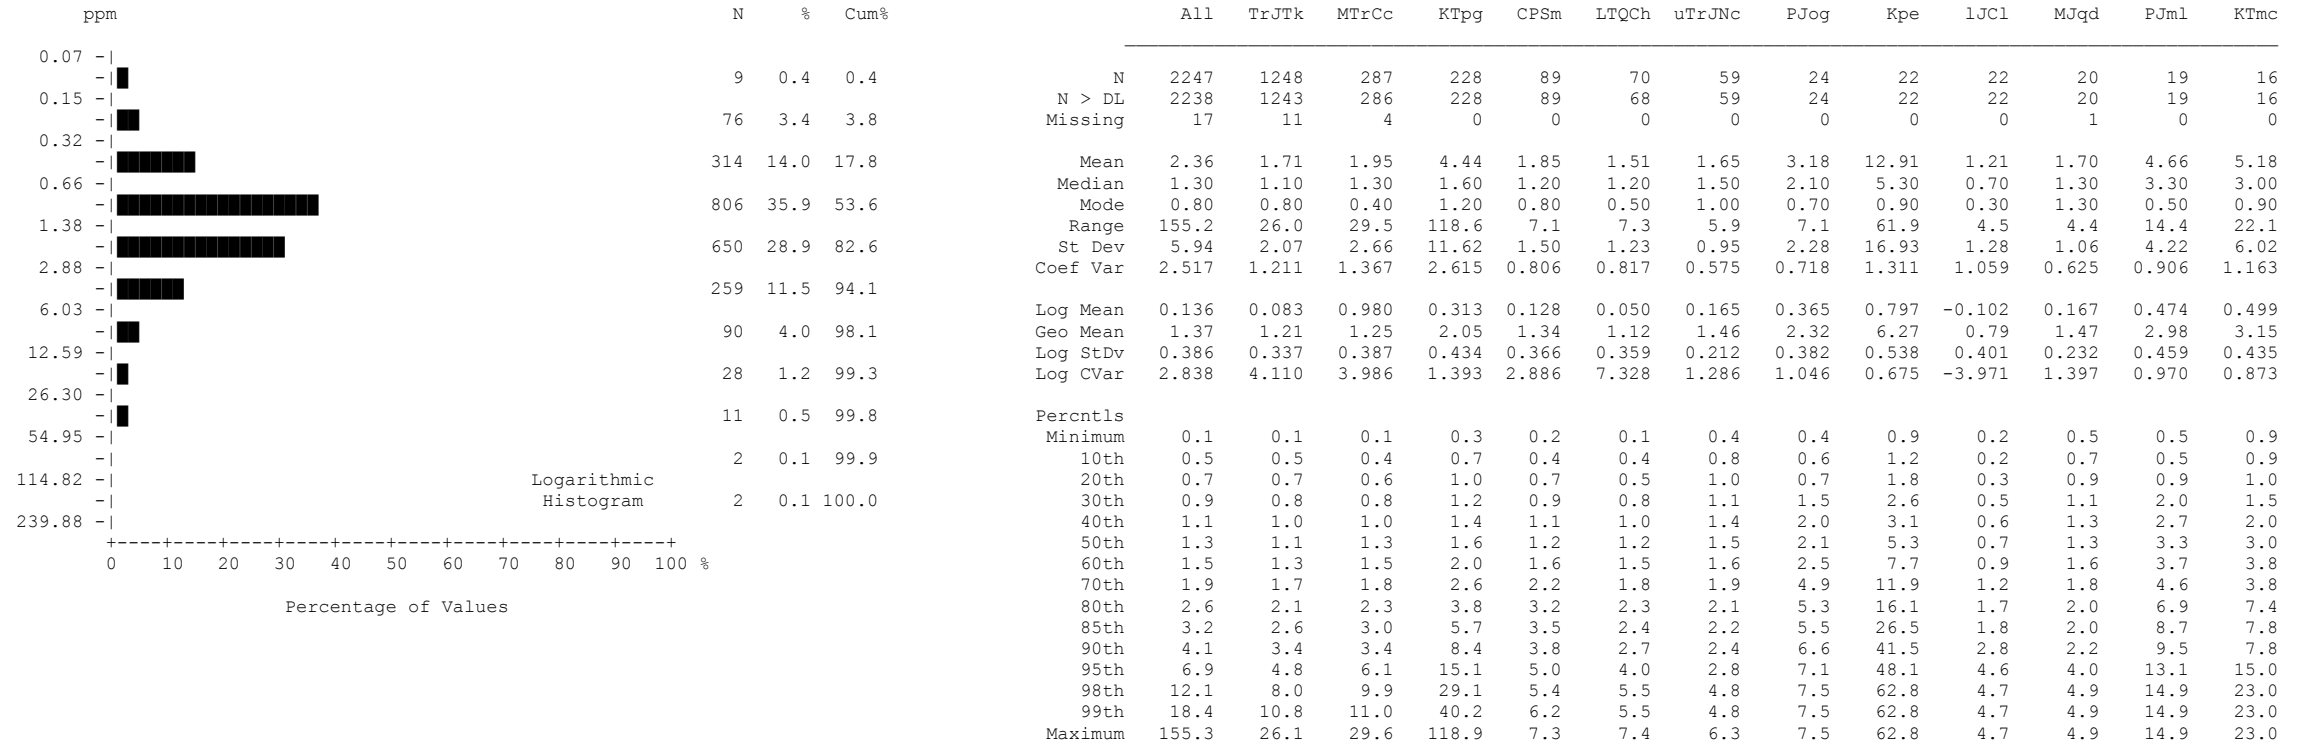 ppm N % Cum% All TrJTk MTrCc KTpg CPSm LTQCh uTrJNc PJog Kpe lJCl MJqd PJml KTmc
0.07 -|
-| 9 0.4 0.4 N 2247 1248 287 228 89 70 59 24 22 22 20 19 16
0.15 -| N > DL 2238 1243 286 228 89 68 59 24 22 22 20 19 16
-| 76 3.4 3.8 Missing 17 11 4 0 0 0 0 0 0 0 1 0 0
0.32 -|
-| 314 14.0 17.8 Mean 2.36 1.71 1.95 4.44 1.85 1.51 1.65 3.18 12.91 1.21 1.70 4.66 5.18
0.66 -| Median 1.30 1.10 1.30 1.60 1.20 1.20 1.50 2.10 5.30 0.70 1.30 3.30 3.00
-| 806 35.9 53.6 Mode 0.80 0.80 0.40 1.20 0.80 0.50 1.00 0.70 0.90 0.30 1.30 0.50 0.90
1.38 -| Range 155.2 26.0 29.5 118.6 7.1 7.3 5.9 7.1 61.9 4.5 4.4 14.4 22.1
-| 650 28.9 82.6 St Dev 5.94 2.07 2.66 11.62 1.50 1.23 0.95 2.28 16.93 1.28 1.06 4.22 6.02
2.88 -| Coef Var 2.517 1.211 1.367 2.615 0.806 0.817 0.575 0.718 1.311 1.059 0.625 0.906 1.163
-| 259 11.5 94.1
6.03 -| Log Mean 0.136 0.083 0.980 0.313 0.128 0.050 0.165 0.365 0.797 -0.102 0.167 0.474 0.499
-| 90 4.0 98.1 Geo Mean 1.37 1.21 1.25 2.05 1.34 1.12 1.46 2.32 6.27 0.79 1.47 2.98 3.15
12.59 -| Log StDv 0.386 0.337 0.387 0.434 0.366 0.359 0.212 0.382 0.538 0.401 0.232 0.459 0.435
-| 28 1.2 99.3 Log CVar 2.838 4.110 3.986 1.393 2.886 7.328 1.286 1.046 0.675 -3.971 1.397 0.970 0.873
26.30 -|
-| 11 0.5 99.8 Percntls
54.95 -| Minimum 0.1 0.1 0.1 0.3 0.2 0.1 0.4 0.4 0.9 0.2 0.5 0.5 0.9
-| 2 0.1 99.9 10th 0.5 0.5 0.4 0.7 0.4 0.4 0.8 0.6 1.2 0.2 0.7 0.5 0.9
114.82 -| Logarithmic 20th 0.7 0.7 0.6 1.0 0.7 0.5 1.0 0.7 1.8 0.3 0.9 0.9 1.0
-| Histogram 2 0.1 100.0 30th 0.9 0.8 0.8 1.2 0.9 0.8 1.1 1.5 2.6 0.5 1.1 2.0 1.5
239.88 -| 40th 1.1 1.0 1.0 1.4 1.1 1.0 1.4 2.0 3.1 0.6 1.3 2.7 2.0
+----+----+----+----+----+----+----+----+----+----+ 50th 1.3 1.1 1.3 1.6 1.2 1.2 1.5 2.1 5.3 0.7 1.3 3.3 3.0
0 10 20 30 40 50 60 70 80 90 100 % 60th 1.5 1.3 1.5 2.0 1.6 1.5 1.6 2.5 7.7 0.9 1.6 3.7 3.8
70th 1.9 1.7 1.8 2.6 2.2 1.8 1.9 4.9 11.9 1.2 1.8 4.6 3.8
Percentage of Values 80th 2.6 2.1 2.3 3.8 3.2 2.3 2.1 5.3 16.1 1.7 2.0 6.9 7.4
85th 3.2 2.6 3.0 5.7 3.5 2.4 2.2 5.5 26.5 1.8 2.0 8.7 7.8
90th 4.1 3.4 3.4 8.4 3.8 2.7 2.4 6.6 41.5 2.8 2.2 9.5 7.8
95th 6.9 4.8 6.1 15.1 5.0 4.0 2.8 7.1 48.1 4.6 4.0 13.1 15.0
98th 12.1 8.0 9.9 29.1 5.4 5.5 4.8 7.5 62.8 4.7 4.9 14.9 23.0
99th 18.4 10.8 11.0 40.2 6.2 5.5 4.8 7.5 62.8 4.7 4.9 14.9 23.0
Maximum 155.3 26.1 29.6 118.9 7.3 7.4 6.3 7.5 62.8 4.7 4.9 14.9 23.0